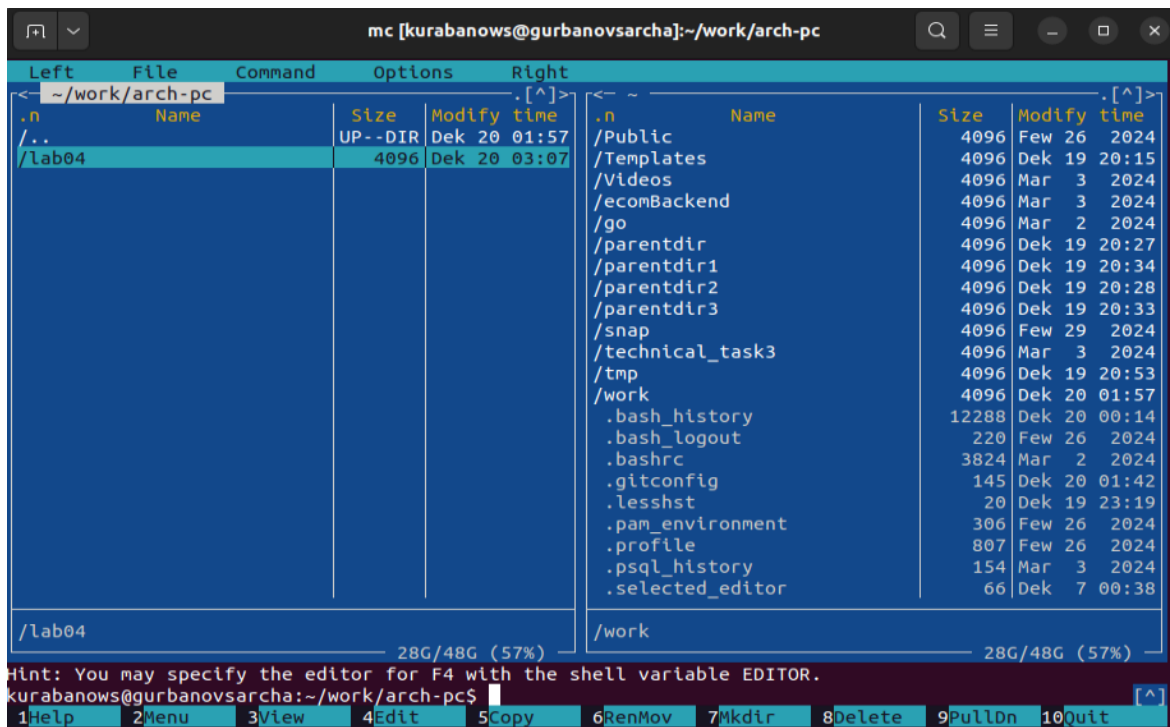 mc [kurabanows@gurbanovsarcha]:~/work/arch-pc
Left File Command Options Right
<— ~/work/arch-pc —.[^]>
.n Name Size Modify time
/.. UP--DIR Dek 20 01:57
/lab04 4096 Dek 20 03:07
/lab04
28G/48G (57%)
<— ~ —.[^]>
.n Name Size Modify time
/Public 4096 Few 26 2024
/Templates 4096 Dek 19 20:15
/Videos 4096 Mar 3 2024
/ecomBackend 4096 Mar 3 2024
/go 4096 Mar 2 2024
/parentdir 4096 Dek 19 20:27
/parentdir1 4096 Dek 19 20:34
/parentdir2 4096 Dek 19 20:28
/parentdir3 4096 Dek 19 20:33
/snap 4096 Few 29 2024
/technical_task3 4096 Mar 3 2024
/tmp 4096 Dek 19 20:53
/work 4096 Dek 20 01:57
.bash_history 12288 Dek 20 00:14
.bash_logout 220 Few 26 2024
.bashrc 3824 Mar 2 2024
.gitconfig 145 Dek 20 01:42
.lesshst 20 Dek 19 23:19
.pam_environment 306 Few 26 2024
.profile 807 Few 26 2024
.psql_history 154 Mar 3 2024
.selected_editor 66 Dek 7 00:38
/work
28G/48G (57%)
Hint: You may specify the editor for F4 with the shell variable EDITOR.
kurabanows@gurbanovsarcha:~/work/arch-pc$ [^]
1Help 2Menu 3View 4Edit 5Copy 6RenMov 7Mkdir 8Delete 9PullDn 10Quit